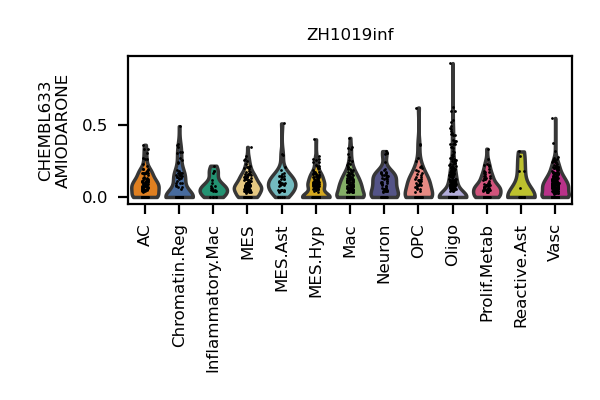 ZH1019inf
CHEMBL633
AMIODARONE
0.5
0.0
AC
Chromatin.Reg
Inflammatory.Mac
MES
MES.Ast
MES.Hyp
Mac
Neuron
OPC
Oligo
Prolif.Metab
Reactive.Ast
Vasc